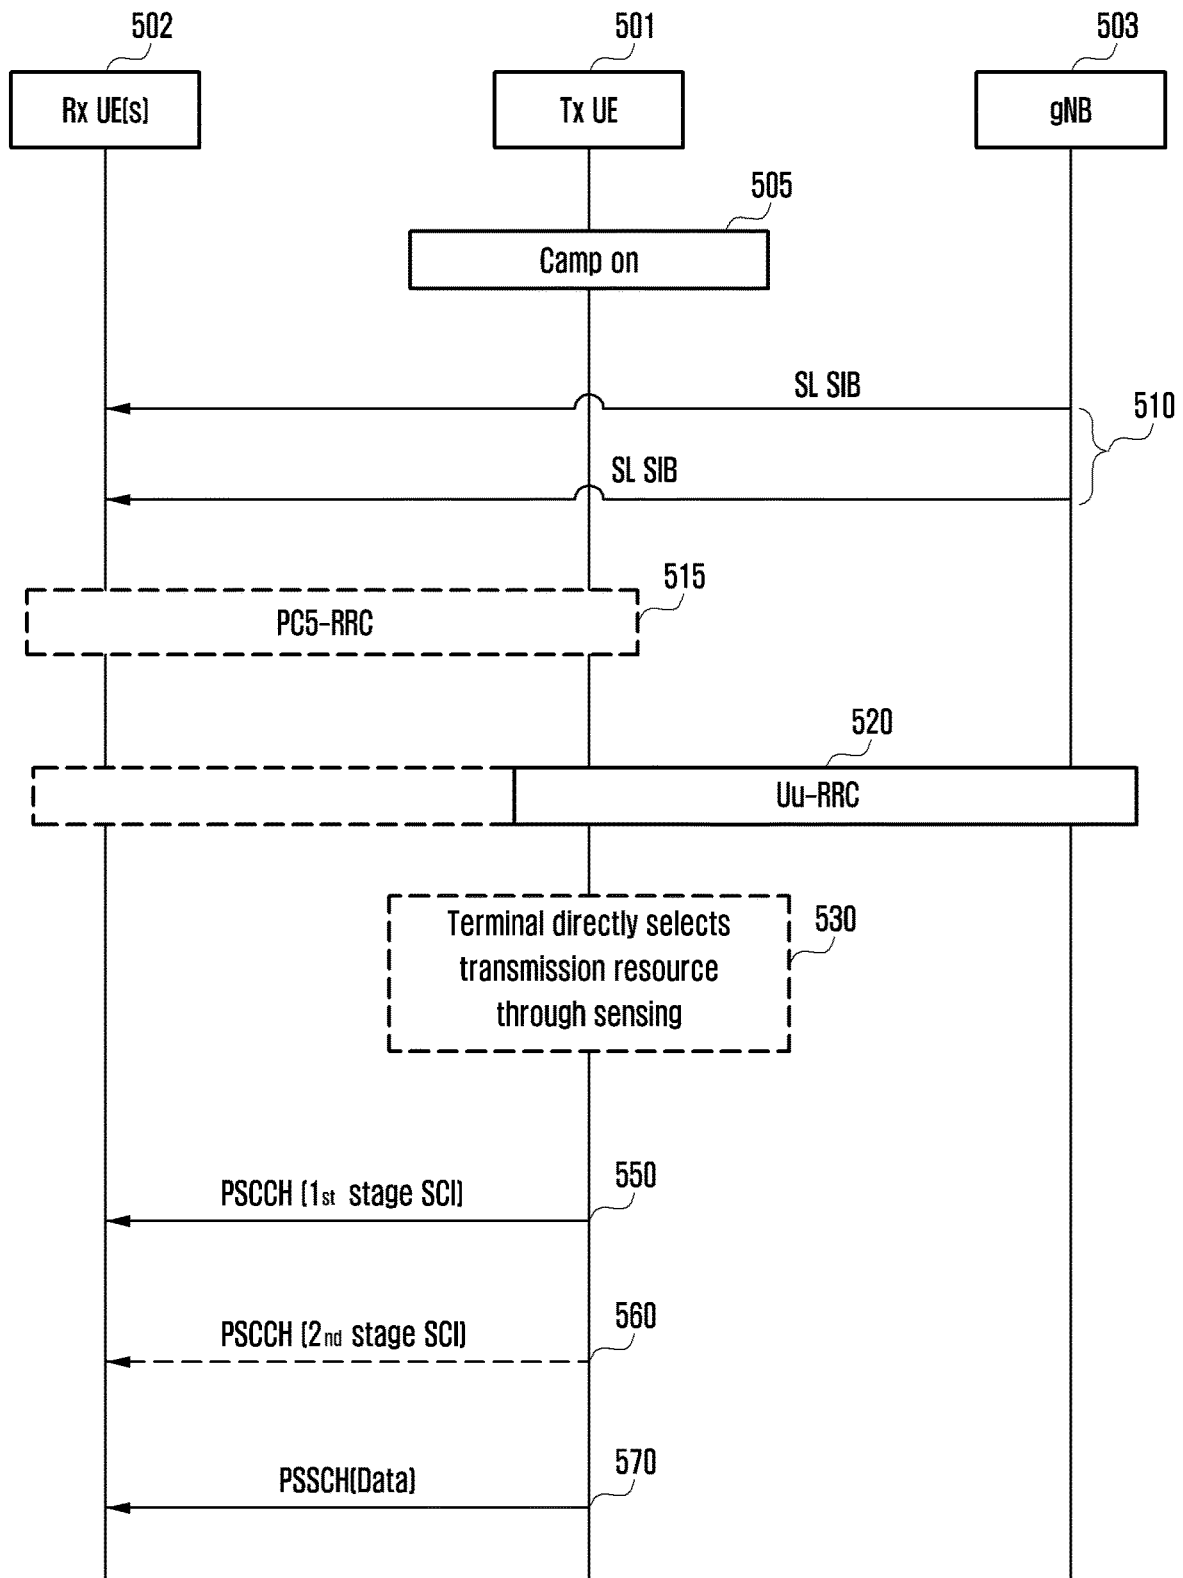 502
501
503
Rx UE(s)
Tx UE
gNB
505
Camp on
SL SIB
510
SL SIB
515
PC5-RRC
520
Uu-RRC
530
Terminal directly selects
transmission resource
through sensing
550
PSCCH (1st stage SCI)
560
PSCCH (2nd stage SCI)
570
PSSCH(Data)